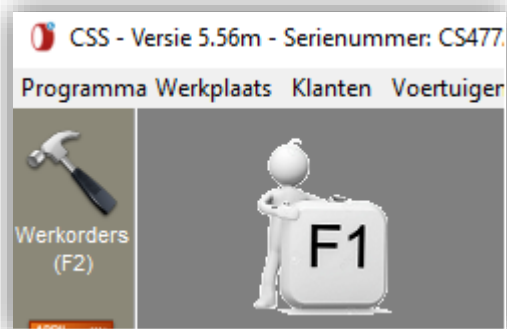 CSS - Versie 5.56m - Serienummer: CS477
Programma Werkplaats Klanten Voertuigen
Werkorders
(F2)
F1